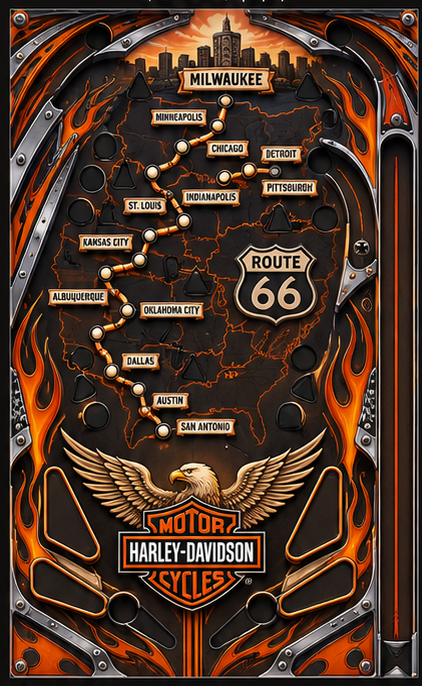 MILWAUKEE
MINNEAPOLIS
CHICAGO
DETROIT
PITTSBURGH
INDIANAPOLIS
ST. LOUIS
KANSAS CITY
ROUTE
66
ALBUQUERQUE
OKLAHOMA CITY
DALLAS
AUSTIN
SAN ANTONIO
MOTOR
HARLEY-DAVIDSON
CYCLES
®